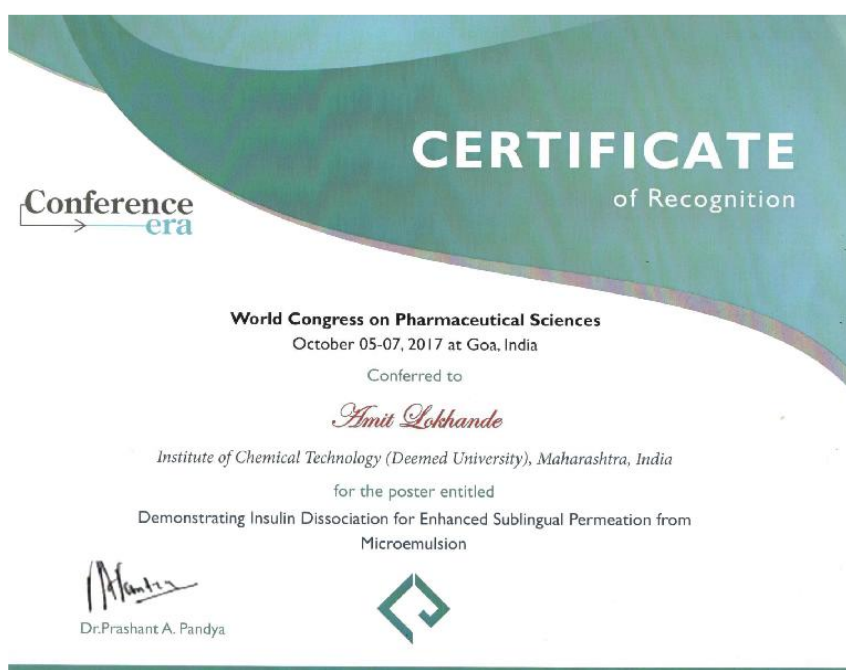 CERTIFICATE
of Recognition
Conference
era
World Congress on Pharmaceutical Sciences
October 05-07, 2017 at Goa, India
Conferred to
Amit Lokhande
Institute of Chemical Technology (Deemed University), Maharashtra, India
for the poster entitled
Demonstrating Insulin Dissociation for Enhanced Sublingual Permeation from
Microemulsion
Dr.Prashant A. Pandya